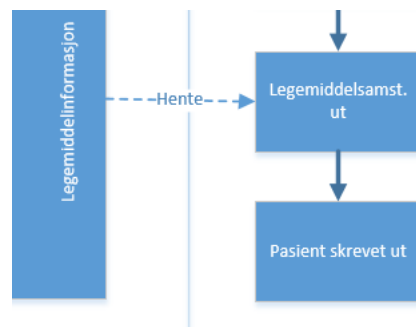 Legemiddelinformasjon
Hente
Legemiddelsamst.
ut
Pasient skrevet ut